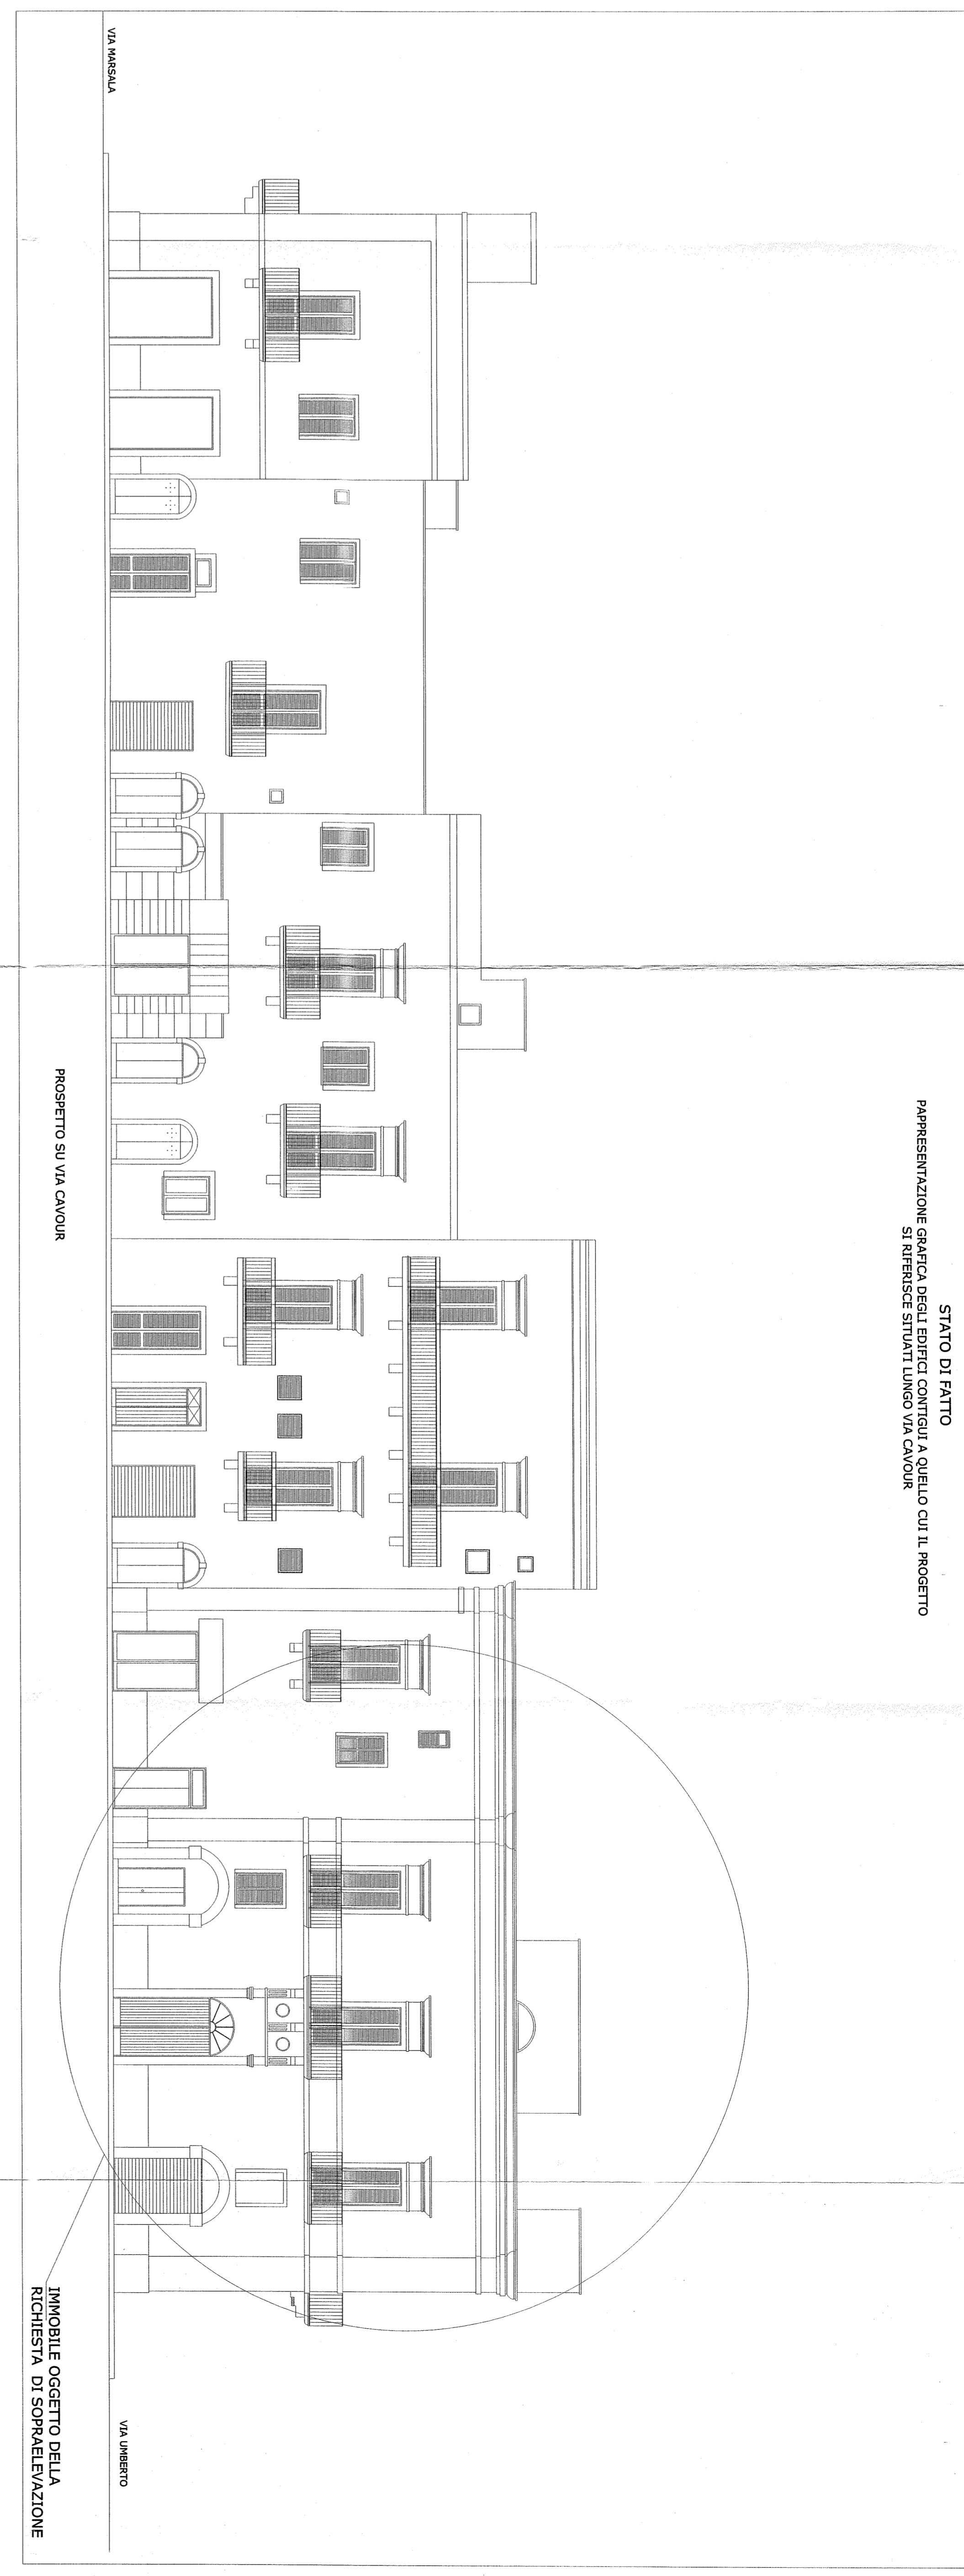 STATO DI FATTO
PAPPRESENTAZIONE GRAFICA DEGLI EDIFICI CONTIGUI A QUELLO CUI IL PROGETTO
SI RIFERISCE SITUATI LUNGO VIA CAVOUR
VIA MARSALA
VIA UMBERTO
PROSPETTO SU VIA CAVOUR
IMMOBILE OGGETTO DELLA
RICHIESTA DI SOPRAELEVAZIONE